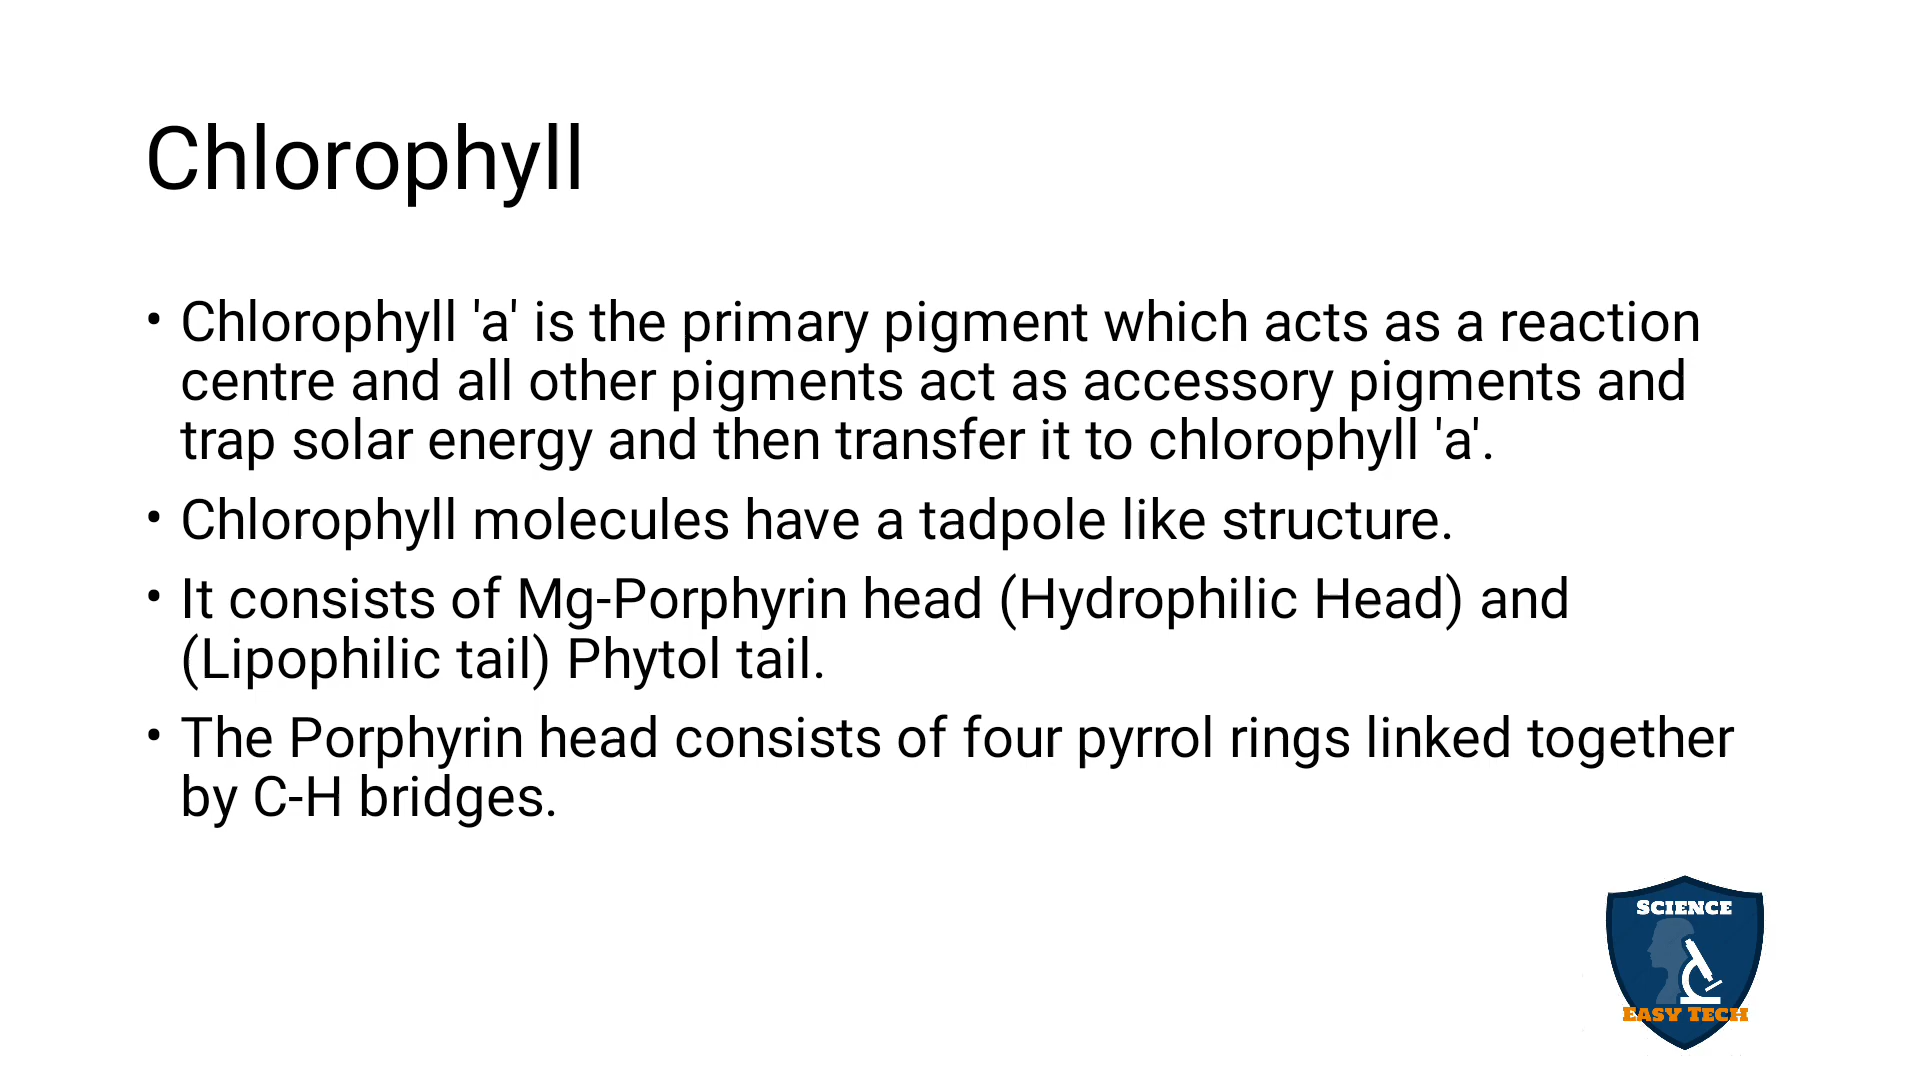 Chlorophyll
• Chlorophyll 'a' is the primary pigment which acts as a reaction
centre and all other pigments act as accessory pigments and
trap solar energy and then transfer it to chlorophyll 'a'.
• Chlorophyll molecules have a tadpole like structure.
• It consists of Mg-Porphyrin head (Hydrophilic Head) and
(Lipophilic tail) Phytol tail.
• The Porphyrin head consists of four pyrrol rings linked together
by C-H bridges.
SCIENCE
EASY TECH